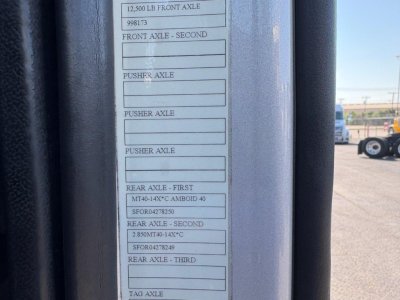 12,500 LB FRONT AXLE
998173
FRONT AXLE - SECOND
PUSHER AXLE
PUSHER AXLE
PUSHER AXLE
REAR AXLE - FIRST
MT40-14X*C AMBOID 40
SFOR04278250
REAR AXLE - SECOND
2 850MT40-14X*C
SFOR04278249
REAR AXLE - THIRD
TAG AXLE